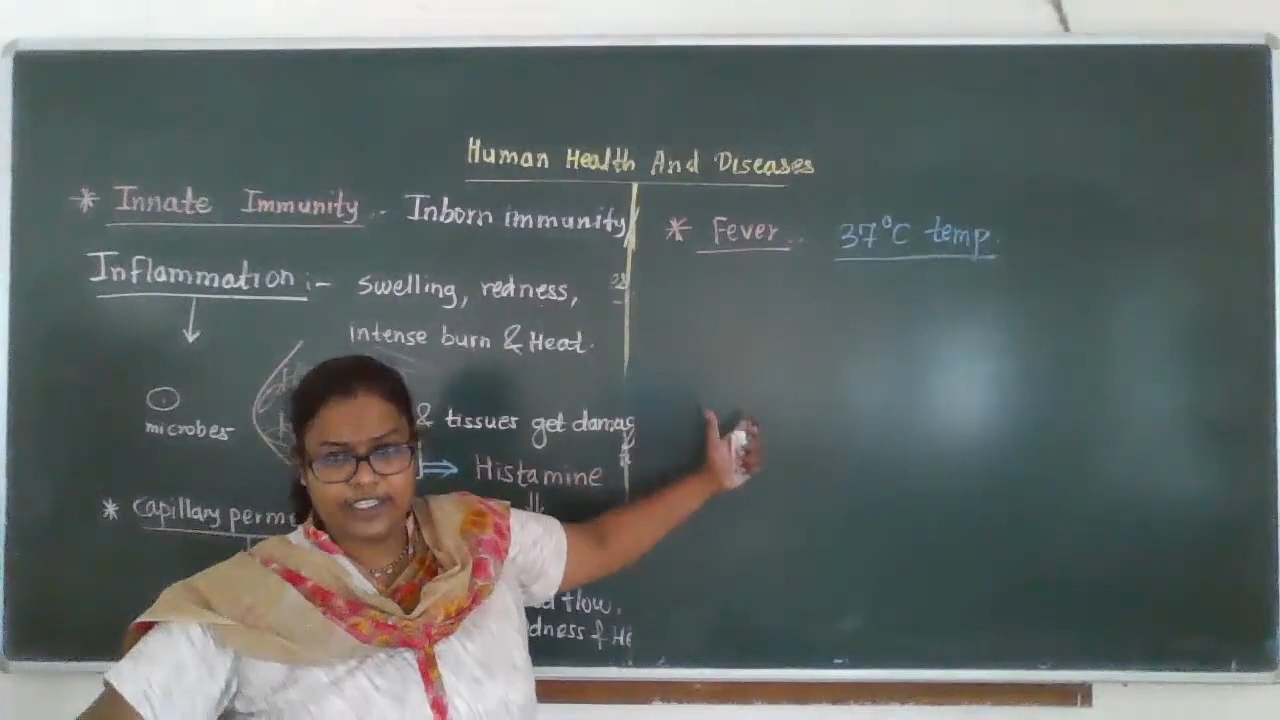 Human Health And Diseases
* Innate Immunity :- Inborn immunity
Inflammation :- swelling, redness,
intense burn & Heat.
microbes
& tissues get damag
⇒ Histamine
* Capillary perme
flow,
dness & He
* Fever :- 37°C temp.